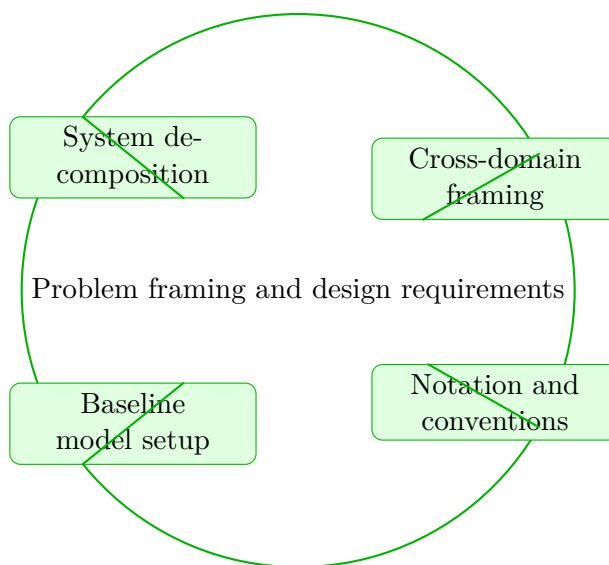 System de-
composition
Cross-domain
framing
Problem framing and design requirements
Baseline
model setup
Notation and
conventions